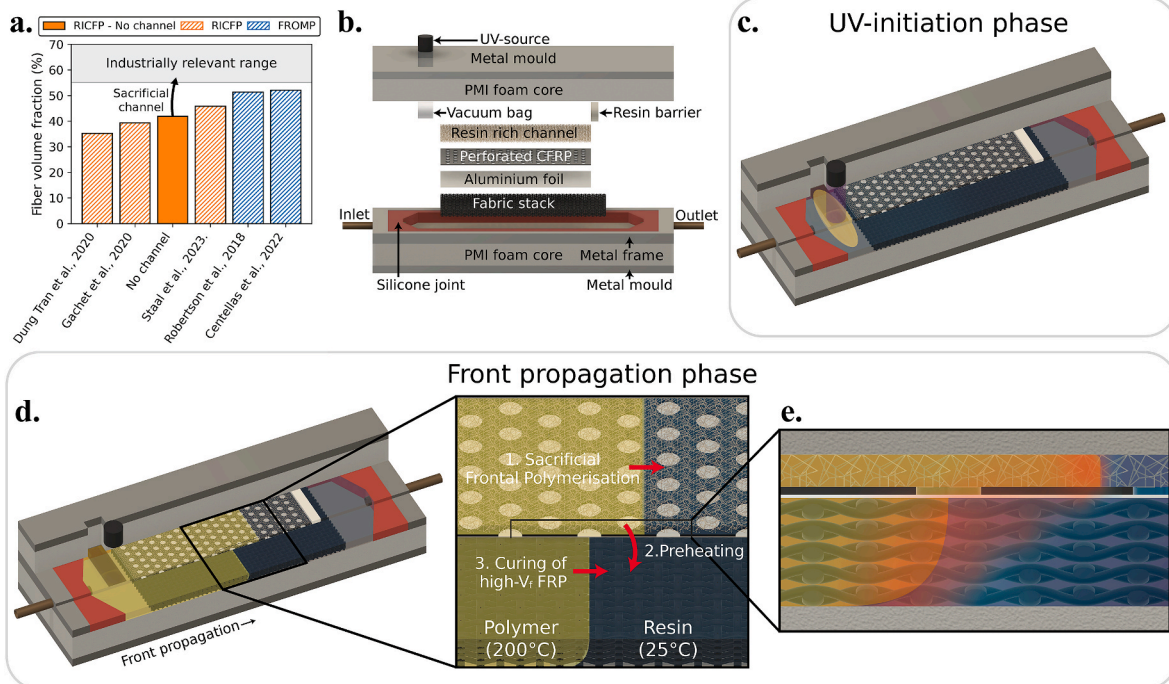 a.
RICFP - No channel
RICFP
FROMP
Fiber volume fraction (%)
70
60
50
40
30
20
10
0
Industrially relevant range
Sacrificial
channel
Dung Tran et al., 2020
Gachet et al., 2020
No channel
Staal et al., 2023.
Robertson et al., 2018
Centellas et al., 2022
b.
UV-source
Metal mould
PMI foam core
Vacuum bag
Resin barrier
Resin rich channel
Perforated CFRP
Aluminium foil
Fabric stack
Inlet
Outlet
PMI foam core
Metal frame
Silicone joint
Metal mould
c.
UV-initiation phase
Front propagation phase
d.
Front propagation→
1. Sacrificial
Frontal Polymerisation
2.Preheating
3. Curing of
high-Vf FRP
Polymer
(200°C)
Resin
(25°C)
e.